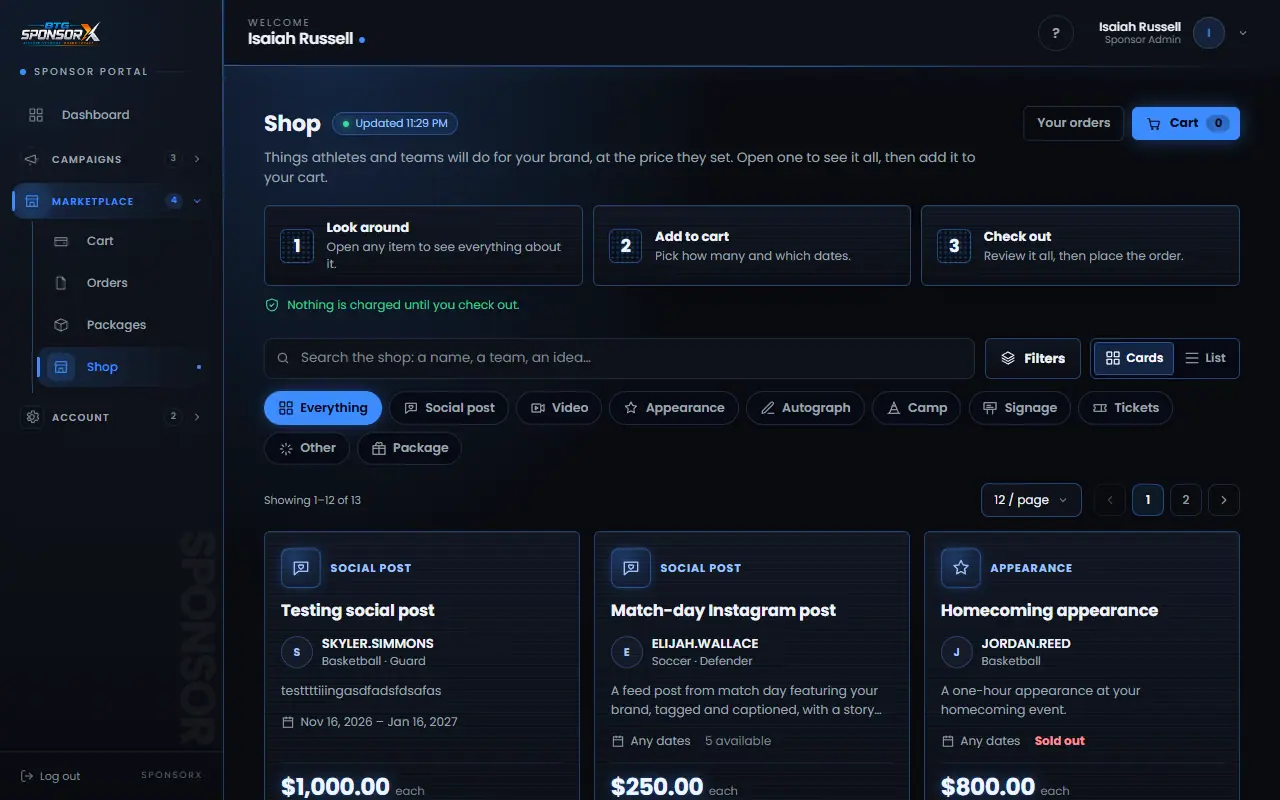 BTG
SPONSORX
SPONSOR PORTAL
Dashboard
CAMPAIGNS 3
MARKETPLACE 4
Cart
Orders
Packages
Shop
ACCOUNT 2
SPONSOR
Log out SPONSORX
WELCOME
Isaiah Russell
? Isaiah Russell I
Sponsor Admin
Shop Updated 11:29 PM Your orders Cart 0
Things athletes and teams will do for your brand, at the price they set. Open one to see it all, then add it to
your cart.
1 Look around
Open any item to see everything about
it.
2 Add to cart
Pick how many and which dates.
3 Check out
Review it all, then place the order.
Nothing is charged until you check out.
Search the shop: a name, a team, an idea... Filters Cards List
Everything Social post Video Appearance Autograph Camp Signage Tickets
Other Package
Showing 1–12 of 13 12 / page 1 2
SOCIAL POST
Testing social post
S SKYLER.SIMMONS
Basketball · Guard
testtttiiingasdfadsfdsafas
Nov 16, 2026 – Jan 16, 2027
$1,000.00 each
SOCIAL POST
Match-day Instagram post
E ELIJAH.WALLACE
Soccer · Defender
A feed post from match day featuring your
brand, tagged and captioned, with a story...
Any dates 5 available
$250.00 each
APPEARANCE
Homecoming appearance
J JORDAN.REED
Basketball
A one-hour appearance at your
homecoming event.
Any dates Sold out
$800.00 each